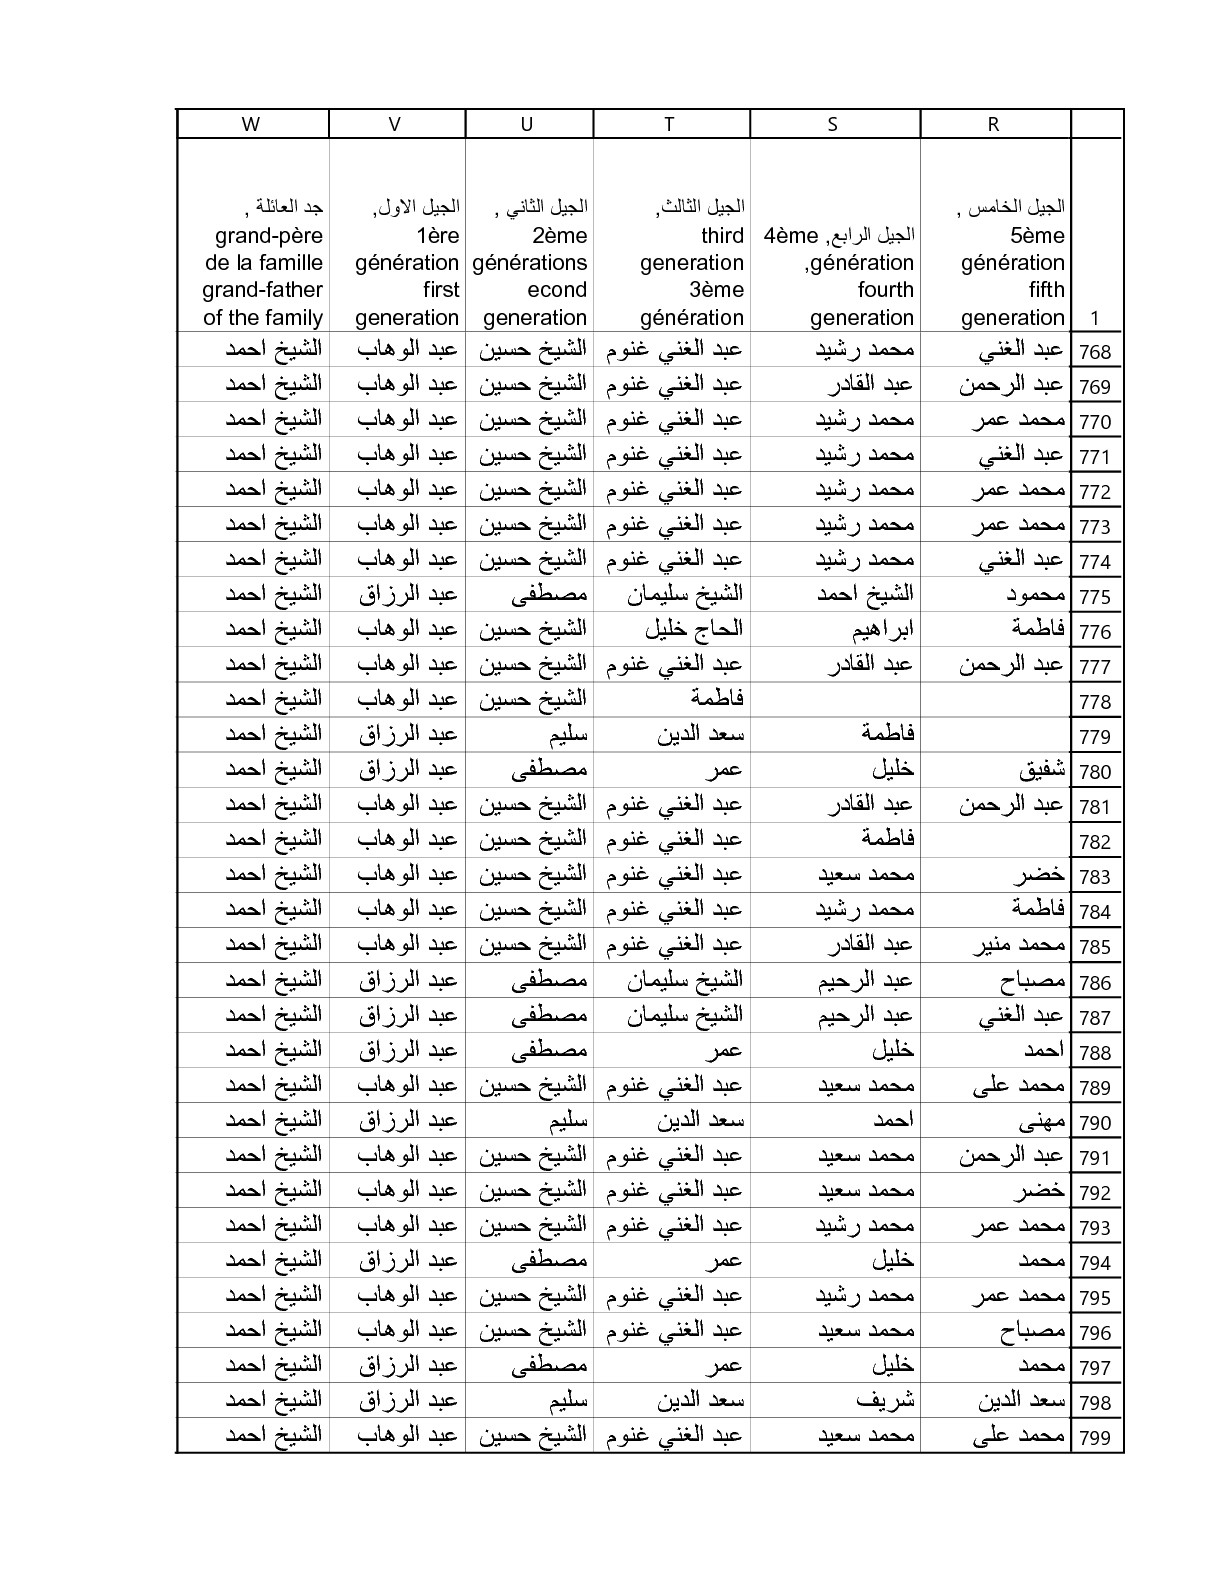 R S T U V W
الجيل الخامس , 5ème génération fifth generation
الجيل الرابع, 4ème génération, fourth generation
الجيل الثالث, third generation 3ème génération
الجيل الثاني , 2ème générations econd generation
الجيل الاول, 1ère génération first generation
جد العائلة , grand-père de la famille grand-father of the family
1
768 عبد الغني محمد رشيد عبد الغني غنوم الشيخ حسين عبد الوهاب الشيخ احمد
769 عبد الرحمن عبد القادر عبد الغني غنوم الشيخ حسين عبد الوهاب الشيخ احمد
770 محمد عمر محمد رشيد عبد الغني غنوم الشيخ حسين عبد الوهاب الشيخ احمد
771 عبد الغني محمد رشيد عبد الغني غنوم الشيخ حسين عبد الوهاب الشيخ احمد
772 محمد عمر محمد رشيد عبد الغني غنوم الشيخ حسين عبد الوهاب الشيخ احمد
773 محمد عمر محمد رشيد عبد الغني غنوم الشيخ حسين عبد الوهاب الشيخ احمد
774 عبد الغني محمد رشيد عبد الغني غنوم الشيخ حسين عبد الوهاب الشيخ احمد
775 محمود الشيخ احمد الشيخ سليمان مصطفى عبد الرزاق الشيخ احمد
776 فاطمة ابراهيم الحاج خليل الشيخ حسين عبد الوهاب الشيخ احمد
777 عبد الرحمن عبد القادر عبد الغني غنوم الشيخ حسين عبد الوهاب الشيخ احمد
778 فاطمة الشيخ حسين عبد الوهاب الشيخ احمد
779 فاطمة سعد الدين سليم عبد الرزاق الشيخ احمد
780 شفيق خليل عمر مصطفى عبد الرزاق الشيخ احمد
781 عبد الرحمن عبد القادر عبد الغني غنوم الشيخ حسين عبد الوهاب الشيخ احمد
782 فاطمة عبد الغني غنوم الشيخ حسين عبد الوهاب الشيخ احمد
783 خضر محمد سعيد عبد الغني غنوم الشيخ حسين عبد الوهاب الشيخ احمد
784 فاطمة محمد رشيد عبد الغني غنوم الشيخ حسين عبد الوهاب الشيخ احمد
785 محمد منير عبد القادر عبد الغني غنوم الشيخ حسين عبد الوهاب الشيخ احمد
786 مصباح عبد الرحيم الشيخ سليمان مصطفى عبد الرزاق الشيخ احمد
787 عبد الغني عبد الرحيم الشيخ سليمان مصطفى عبد الرزاق الشيخ احمد
788 احمد خليل عمر مصطفى عبد الرزاق الشيخ احمد
789 محمد على محمد سعيد عبد الغني غنوم الشيخ حسين عبد الوهاب الشيخ احمد
790 مهنى احمد سعد الدين سليم عبد الرزاق الشيخ احمد
791 عبد الرحمن محمد سعيد عبد الغني غنوم الشيخ حسين عبد الوهاب الشيخ احمد
792 خضر محمد سعيد عبد الغني غنوم الشيخ حسين عبد الوهاب الشيخ احمد
793 محمد عمر محمد رشيد عبد الغني غنوم الشيخ حسين عبد الوهاب الشيخ احمد
794 محمد خليل عمر مصطفى عبد الرزاق الشيخ احمد
795 محمد عمر محمد رشيد عبد الغني غنوم الشيخ حسين عبد الوهاب الشيخ احمد
796 مصباح محمد سعيد عبد الغني غنوم الشيخ حسين عبد الوهاب الشيخ احمد
797 محمد خليل عمر مصطفى عبد الرزاق الشيخ احمد
798 سعد الدين شريف سعد الدين سليم عبد الرزاق الشيخ احمد
799 محمد على محمد سعيد عبد الغني غنوم الشيخ حسين عبد الوهاب الشيخ احمد